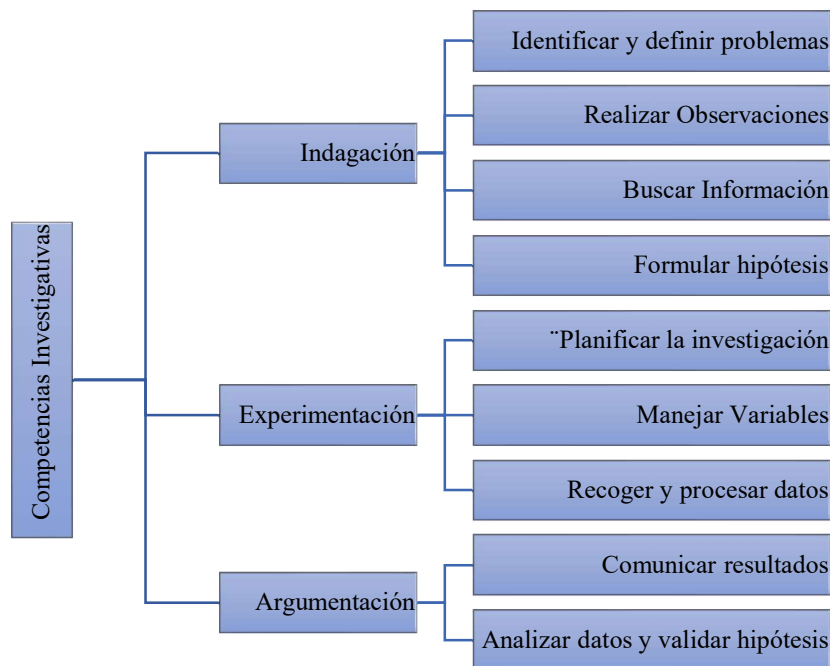 Competencias Investigativas
Indagación
Identificar y definir problemas
Realizar Observaciones
Buscar Información
Formular hipótesis
Experimentación
¨Planificar la investigación
Manejar Variables
Recoger y procesar datos
Argumentación
Comunicar resultados
Analizar datos y validar hipótesis